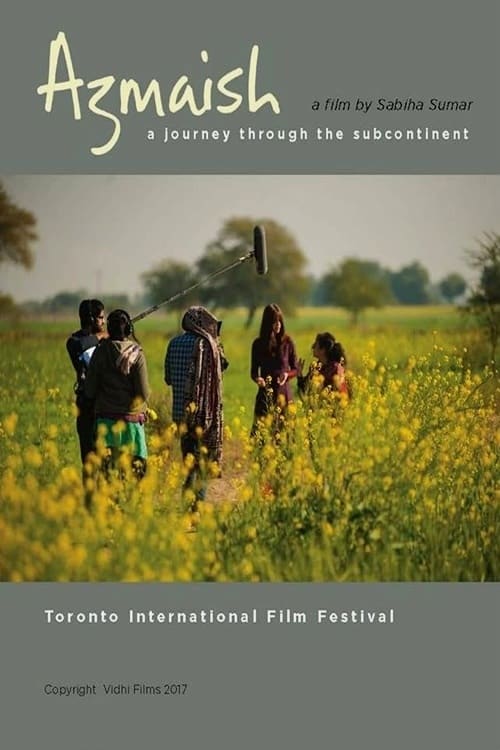 Azmaish
a film by Sabiha Sumar
a journey through the subcontinent
Toronto International Film Festival
Copyright Vidhi Films 2017